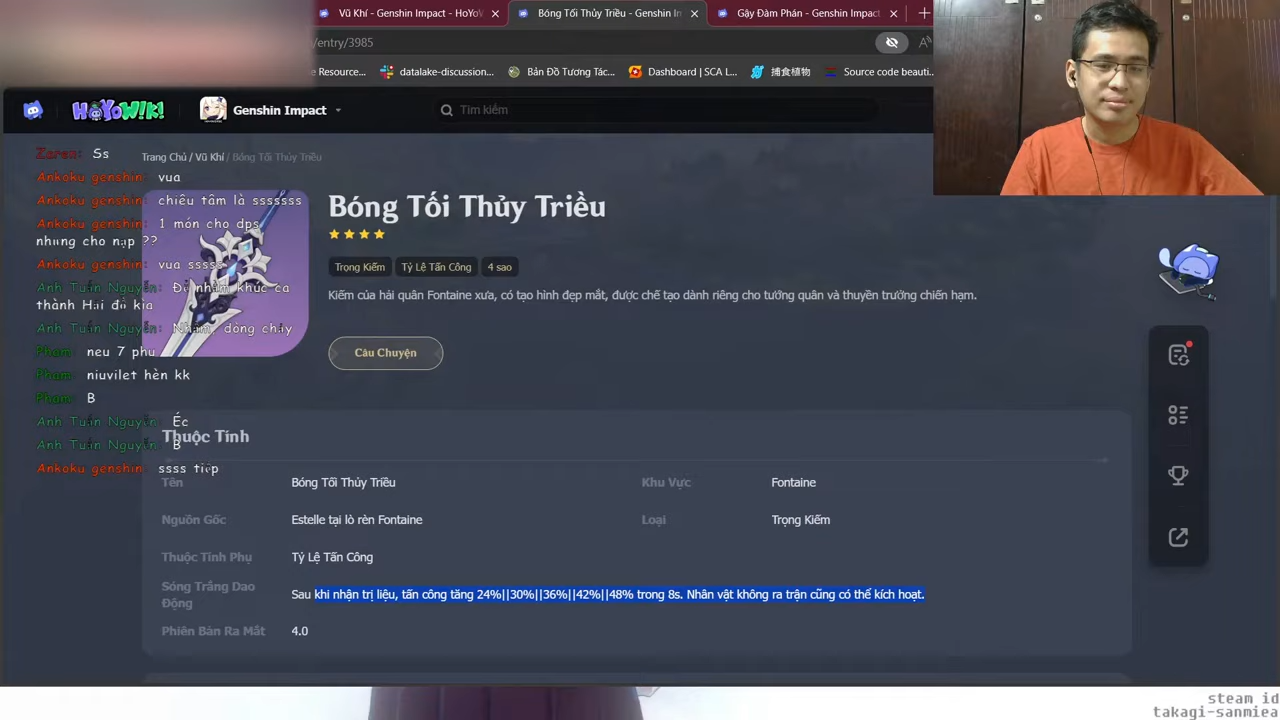 Vũ Khí - Genshin Impact - HoYoV
Bóng Tối Thủy Triều - Genshin Ir
Gậy Đàm Phán - Genshin Impact
/entry/3985
Resource...
datalake-discussion...
Bản Đồ Tương Tác...
Dashboard | SCA L...
捕食植物
Source code beauti...
HoYoWiKi
Genshin Impact
Tìm kiếm
Trang Chủ / Vũ Khí / Bóng Tối Thủy Triều
Zaren: Ss
Ankoku genshin: vua
Ankoku genshin: chiêu tâm là sssssss
Ankoku genshin: 1 món cho dps
nhung cho nạp ??
Ankoku genshin: vua sssss
Anh Tuấn Nguyễn: Để nhầm khúc ca
thành Hải đồ kia
Anh Tuấn Nguyễn: Nhầm, dòng chảy
Pham: neu 7 phu
Pham: niuvilet hèn kk
Pham: B
Anh Tuấn Nguyễn: Éc
Anh Tuấn Nguyễn: B
Ankoku genshin: ssss tiếp
Bóng Tối Thủy Triều
Trọng Kiếm
Tỷ Lệ Tấn Công
4 sao
Kiếm của hải quân Fontaine xưa, có tạo hình đẹp mắt, được chế tạo dành riêng cho tướng quân và thuyền trưởng chiến hạm.
Câu Chuyện
Thuộc Tính
Tên
Bóng Tối Thủy Triều
Khu Vực
Fontaine
Nguồn Gốc
Estelle tại lò rèn Fontaine
Loại
Trọng Kiếm
Thuộc Tính Phụ
Tỷ Lệ Tấn Công
Sóng Trắng Dao
Động
Sau khi nhận trị liệu, tấn công tăng 24%||30%||36%||42%||48% trong 8s. Nhân vật không ra trận cũng có thể kích hoạt.
Phiên Bản Ra Mắt
4.0
steam id
takagi-sanmiea